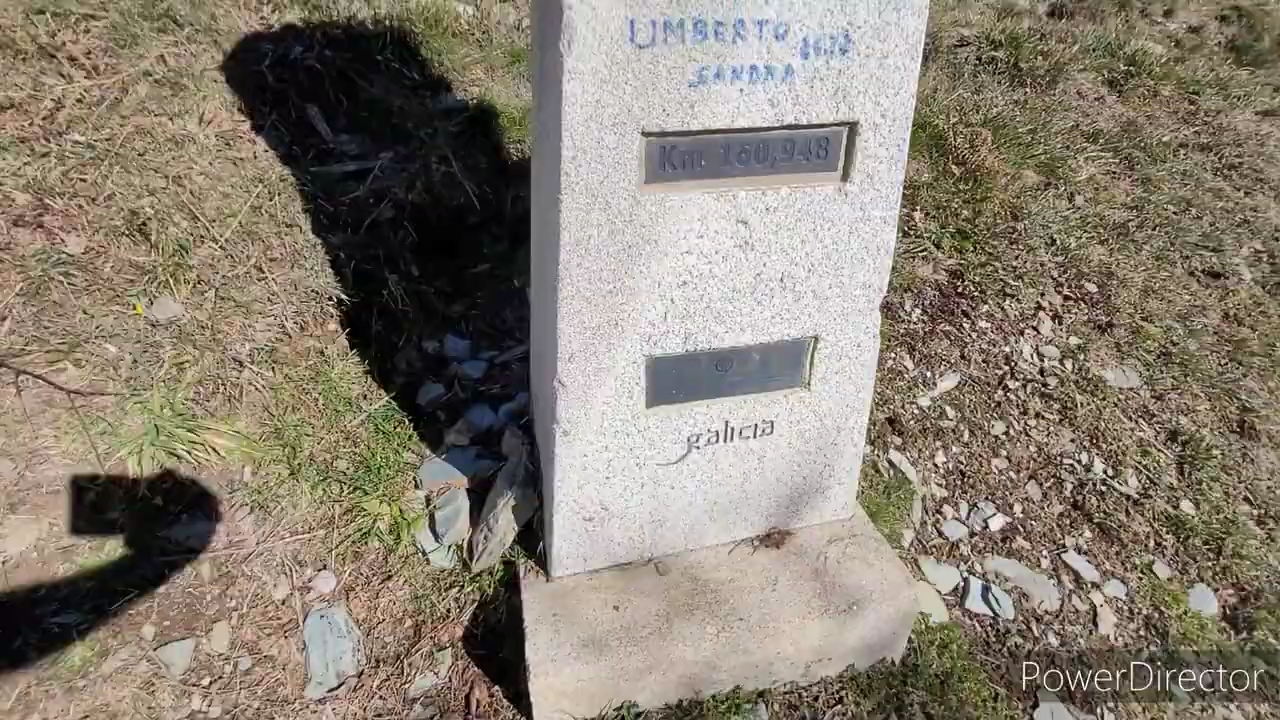 UMBERTO
SANDRA
Km 160,948
galicia
PowerDirector